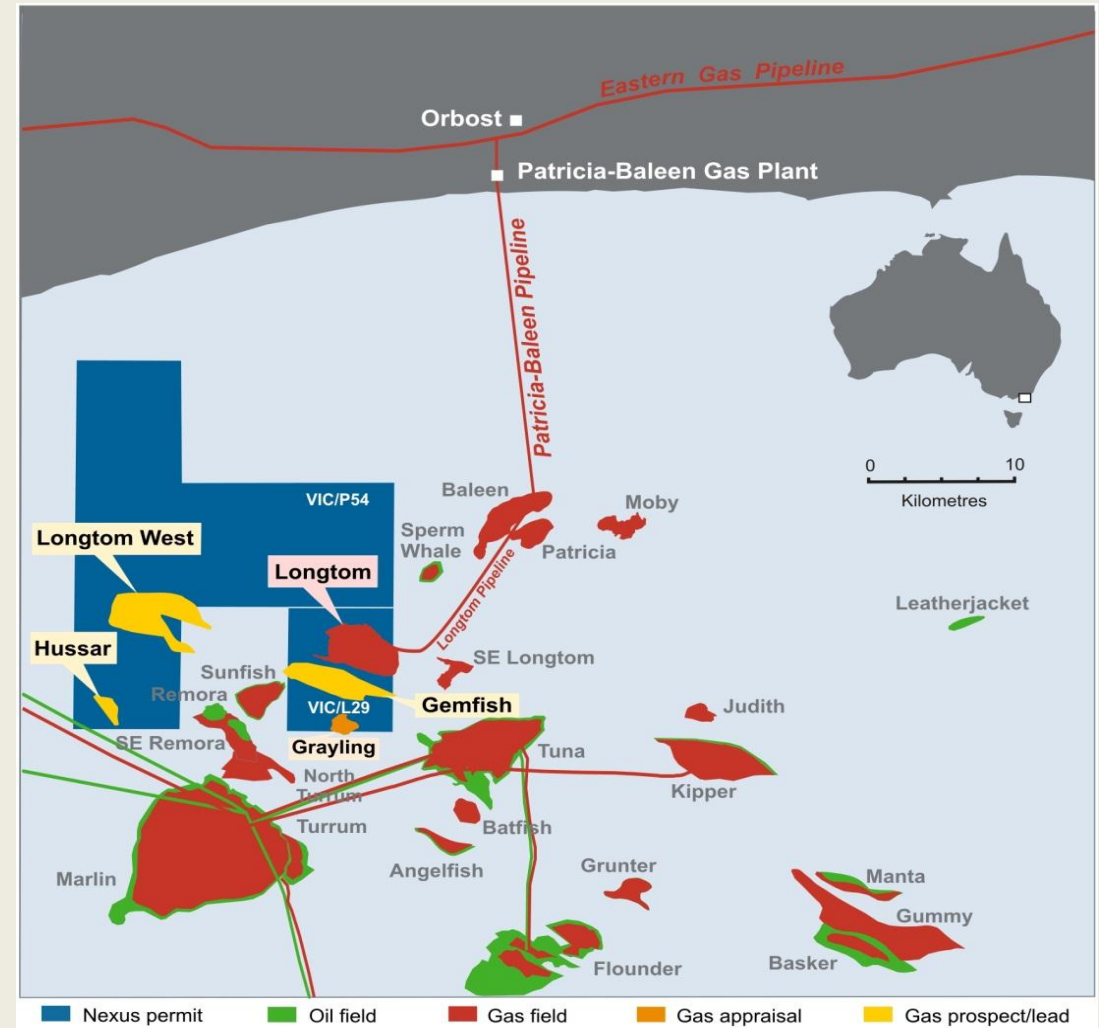 Eastern Gas Pipeline
Orbost
Patricia-Baleen Gas Plant
Patricia-Baleen Pipeline
0
10
Kilometres
VIC/P54
Baleen
Moby
Sperm
Whale
Patricia
Longtom West
Longtom
Longtom Pipeline
Leatherjacket
Hussar
Sunfish
SE Longtom
Remora
VIC/L29
Gemfish
Judith
SE Remora
Grayling
Tuna
North
Turrum
Kipper
Turrum
Batfish
Angelfish
Grunter
Marlin
Manta
Gummy
Basker
Flounder
Nexus permit
Oil field
Gas field
Gas appraisal
Gas prospect/lead